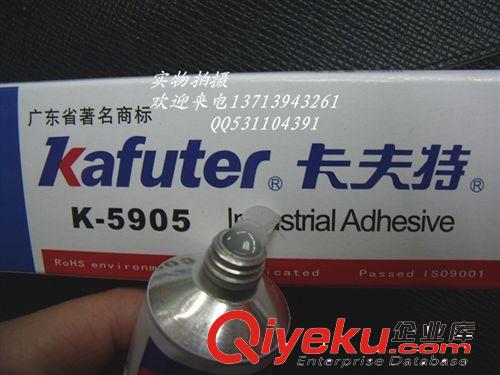 实物拍摄
欢迎来电13713943261
QQ531104391
广东省著名商标
Kafuter® 卡夫特®
K-5905 Industrial Adhesive
RoHS environm icated Passed ISO9001
Qiyeku.com 企业库
Enterprise Database